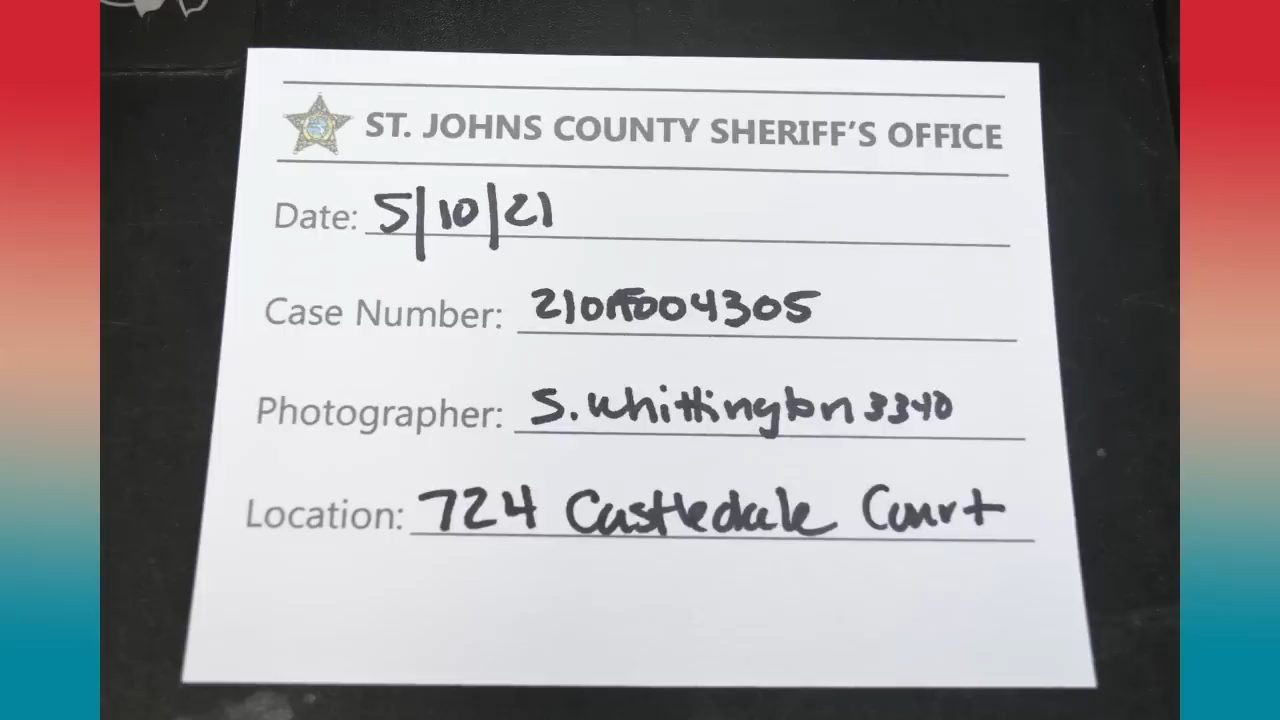 ST. JOHNS COUNTY SHERIFF'S OFFICE
Date: 5/10/21
Case Number: 21OFF004305
Photographer: S. Whittington 3340
Location: 724 Castledale Court